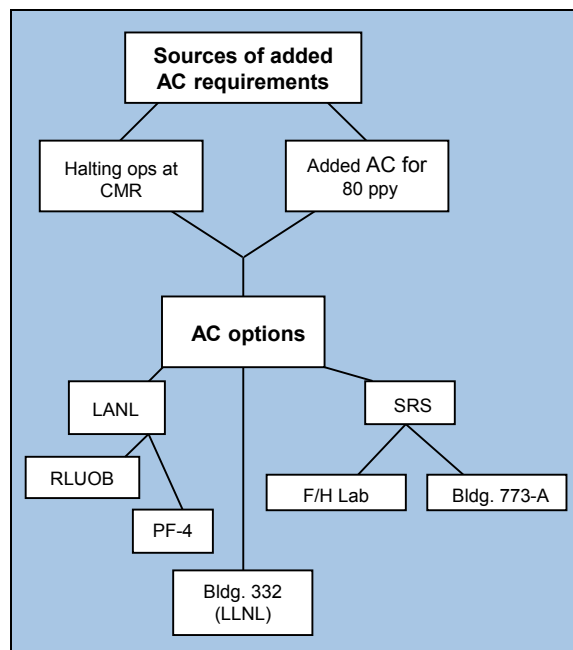 Sources of added
AC requirements
Halting ops at
CMR
Added AC for
80 ppy
AC options
LANL
SRS
RLUOB
F/H Lab
Bldg. 773-A
PF-4
Bldg. 332
(LLNL)